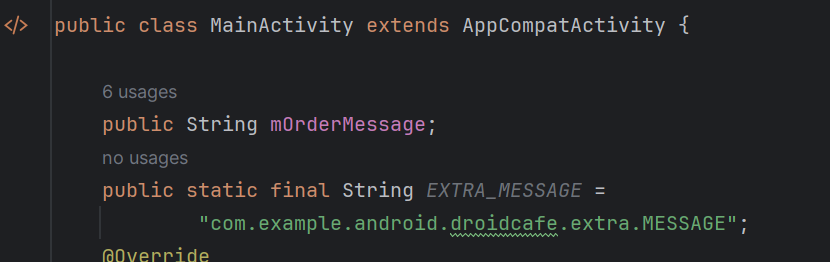 </> public class MainActivity extends AppCompatActivity {
6 usages
public String mOrderMessage;
no usages
public static final String EXTRA_MESSAGE =
"com.example.android.droidcafe.extra.MESSAGE";
@Override